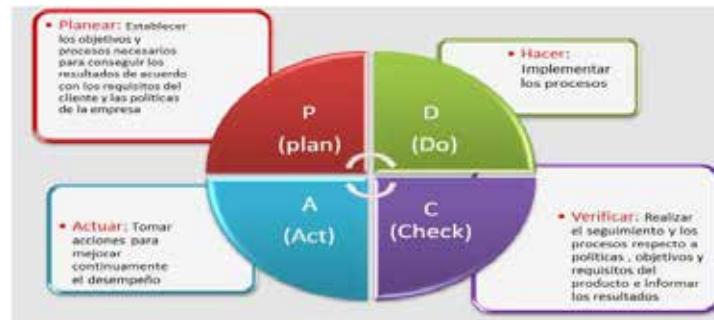 • Planear: Establecer
los objetivos y
procesos necesarios
para conseguir los
resultados de acuerdo
con los requisitos del
cliente y las políticas
de la empresa
P
(plan)
D
(Do)
• Hacer:
Implementar
los procesos
A
(Act)
C
(Check)
• Actuar: Tomar
acciones para
mejorar
continuamente
el desempeño
• Verificar: Realizar
el seguimiento y los
procesos respecto a
políticas , objetivos y
requisitos del
producto e informar
los resultados